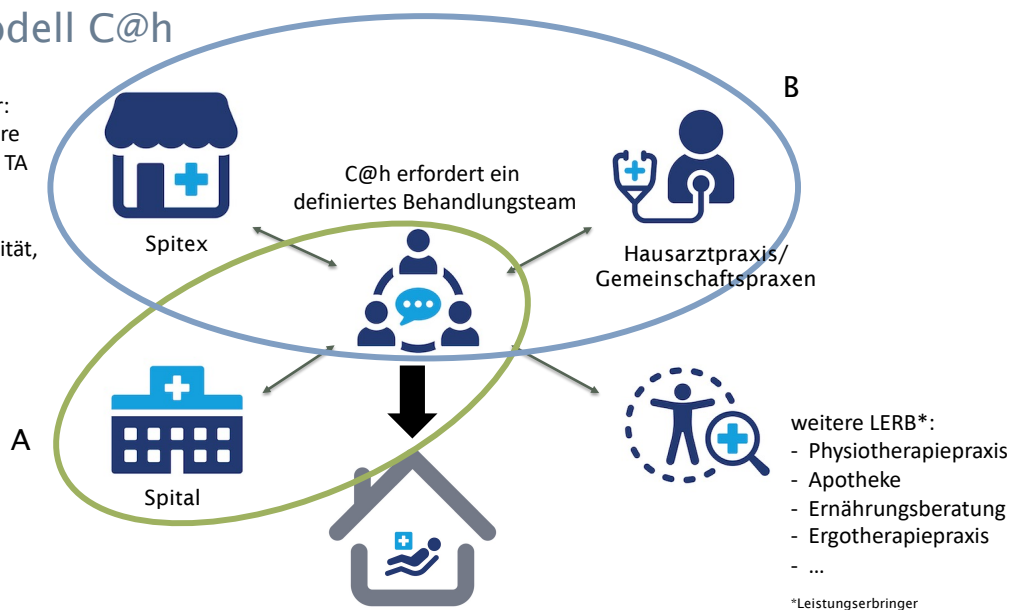 odell C@h
r:
re
TA
ität,
B
C@h erfordert ein
definiertes Behandlungsteam
Spitex
Hausarztpraxis/
Gemeinschaftspraxen
A
Spital
weitere LERB*:
- Physiotherapiepraxis
- Apotheke
- Ernährungsberatung
- Ergotherapiepraxis
- ...
*Leistungserbringer